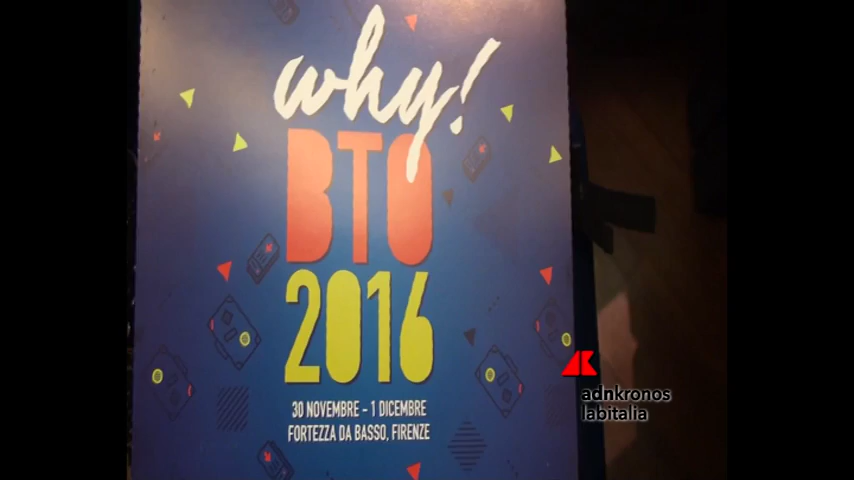 why!
BTO
2016
30 NOVEMBRE - 1 DICEMBRE
FORTEZZA DA BASSO, FIRENZE
adnkronos
labitalia